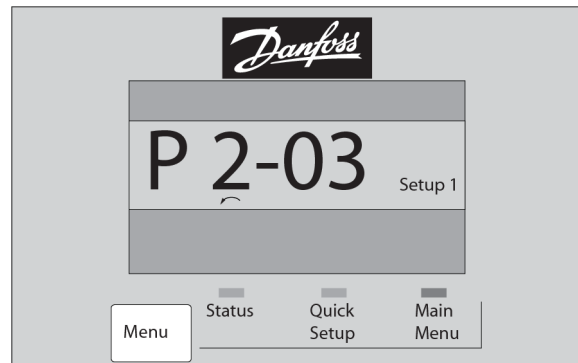 Danfoss
P 2-03
Setup 1
Menu
Status
Quick
Setup
Main
Menu